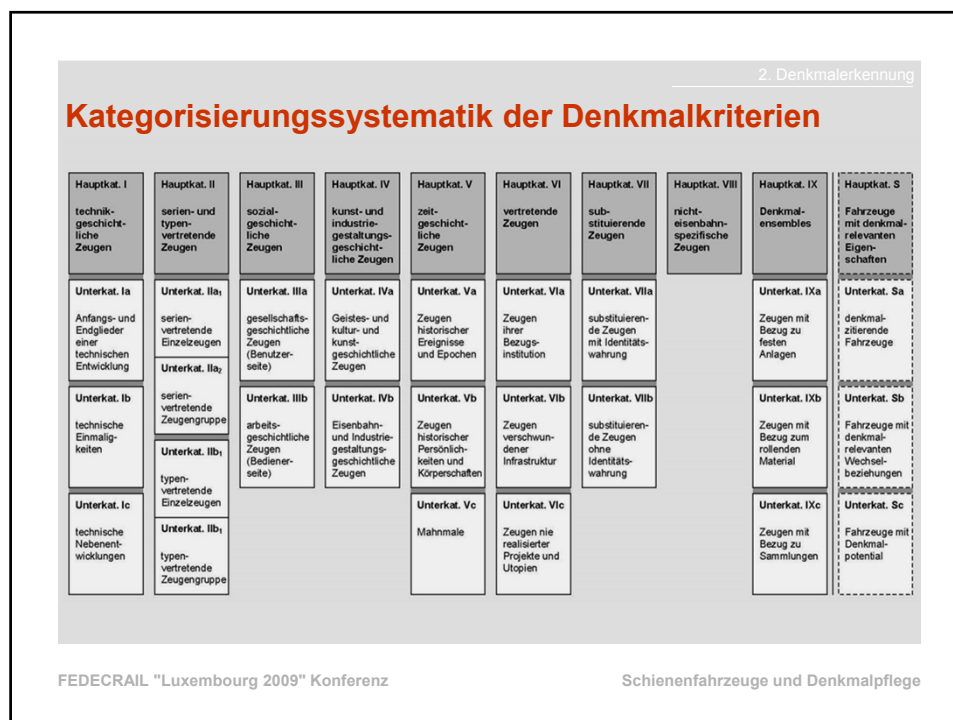 2. Denkmalerkennung
Kategorisierungssystematik der Denkmalkriterien
Hauptkat. I
technik-
geschicht-
liche
Zeugen
Unterkat. Ia
Anfangs- und
Endglieder
einer
technischen
Entwicklung
Unterkat. Ib
technische
Einmalig-
keiten
Unterkat. Ic
technische
Nebenent-
wicklungen
Hauptkat. II
serien- und
typen-
vertretende
Zeugen
Unterkat. IIa₁
serien-
vertretende
Einzelzeugen
Unterkat. IIa₂
serien-
vertretende
Zeugengruppe
Unterkat. IIb₁
typen-
vertretende
Einzelzeugen
Unterkat. IIb₁
typen-
vertretende
Zeugengruppe
Hauptkat. III
sozial-
geschicht-
liche
Zeugen
Unterkat. IIIa
gesellschafts-
geschichtliche
Zeugen
(Benutzer-
seite)
Unterkat. IIIb
arbeits-
geschichtliche
Zeugen
(Bediener-
seite)
Hauptkat. IV
kunst- und
industrie-
gestaltungs-
geschicht-
liche Zeugen
Unterkat. IVa
Geistes- und
kultur- und
kunst-
geschichtliche
Zeugen
Unterkat. IVb
Eisenbahn-
und Industrie-
gestaltungs-
geschichtliche
Zeugen
Hauptkat. V
zeit-
geschicht-
liche
Zeugen
Unterkat. Va
Zeugen
historischer
Ereignisse
und Epochen
Unterkat. Vb
Zeugen
historischer
Persönlich-
keiten und
Körperschaften
Unterkat. Vc
Mahnmale
Hauptkat. VI
vertretende
Zeugen
Unterkat. VIa
Zeugen
ihrer
Bezugs-
institution
Unterkat. VIb
Zeugen
verschwun-
dener
Infrastruktur
Unterkat. VIc
Zeugen nie
realisierter
Projekte und
Utopien
Hauptkat. VII
sub-
stituierende
Zeugen
Unterkat. VIIa
substituieren-
de Zeugen
mit Identitäts-
wahrung
Unterkat. VIIb
substituieren-
de Zeugen
ohne
Identitäts-
wahrung
Hauptkat. VIII
nicht-
eisenbahn-
spezifische
Zeugen
Hauptkat. IX
Denkmal-
ensembles
Unterkat. IXa
Zeugen mit
Bezug zu
festen
Anlagen
Unterkat. IXb
Zeugen mit
Bezug zum
rollenden
Material
Unterkat. IXc
Zeugen mit
Bezug zu
Sammlungen
Hauptkat. S
Fahrzeuge
mit denkmal-
relevanten
Eigen-
schaften
Unterkat. Sa
denkmal-
zitierende
Fahrzeuge
Unterkat. Sb
Fahrzeuge mit
denkmal-
relevanten
Wechsel-
beziehungen
Unterkat. Sc
Fahrzeuge mit
Denkmal-
potential
FEDECRAIL "Luxembourg 2009" Konferenz
Schienenfahrzeuge und Denkmalpflege